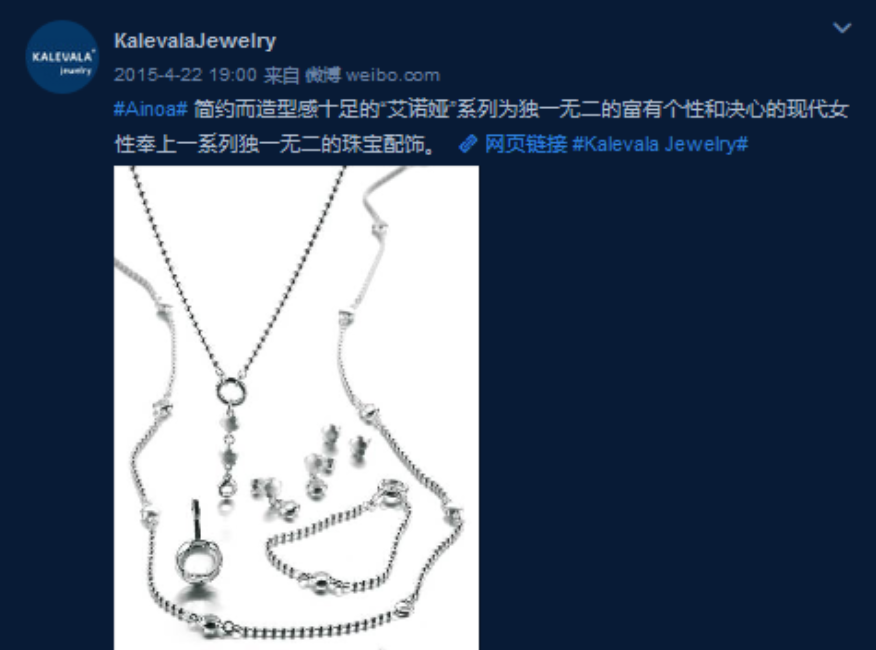 KALEVALA
jewelry
KalevalaJewelry
2015-4-22 19:00 来自 微博 weibo.com
#Ainoa# 简约而造型感十足的“艾诺娅”系列为独一无二的富有个性和决心的现代女
性奉上一系列独一无二的珠宝配饰。 网页链接 #Kalevala Jewelry#